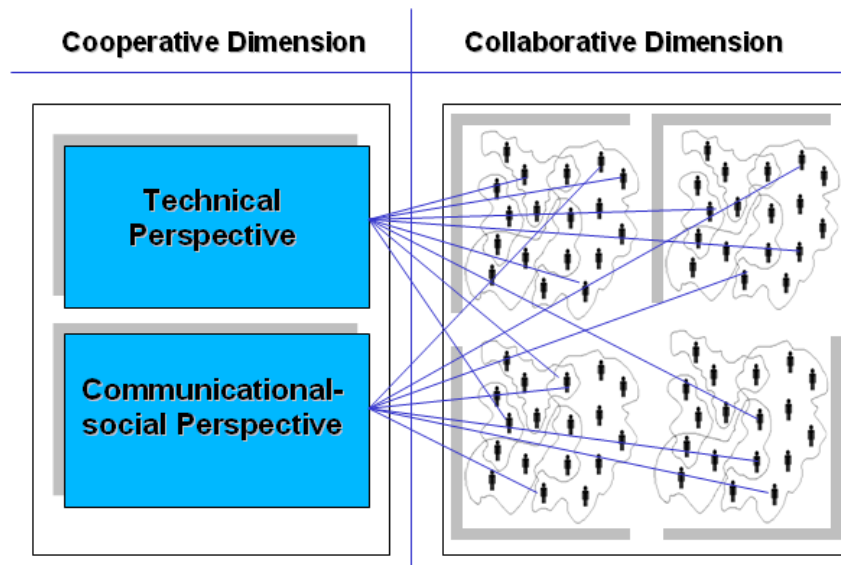 Cooperative Dimension
Collaborative Dimension
Technical
Perspective
Communicational-
social Perspective